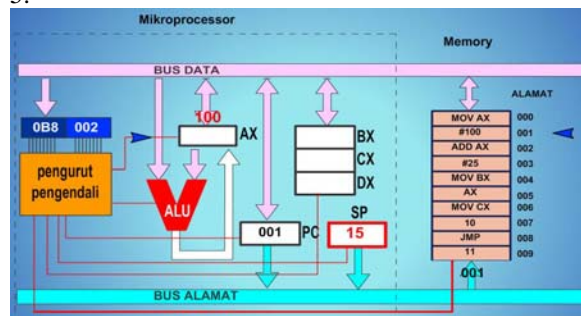 3.
Mikroprocessor
Memory
BUS DATA
ALAMAT
100
0B8 002
AX
BX
CX
DX
pengurut
pengendali
ALU
SP
001
PC
15
MOV AX 000
#100 001
ADD AX 002
#25 003
MOV BX 004
AX 005
MOV CX 006
10 007
JMP 008
11 009
001
BUS ALAMAT